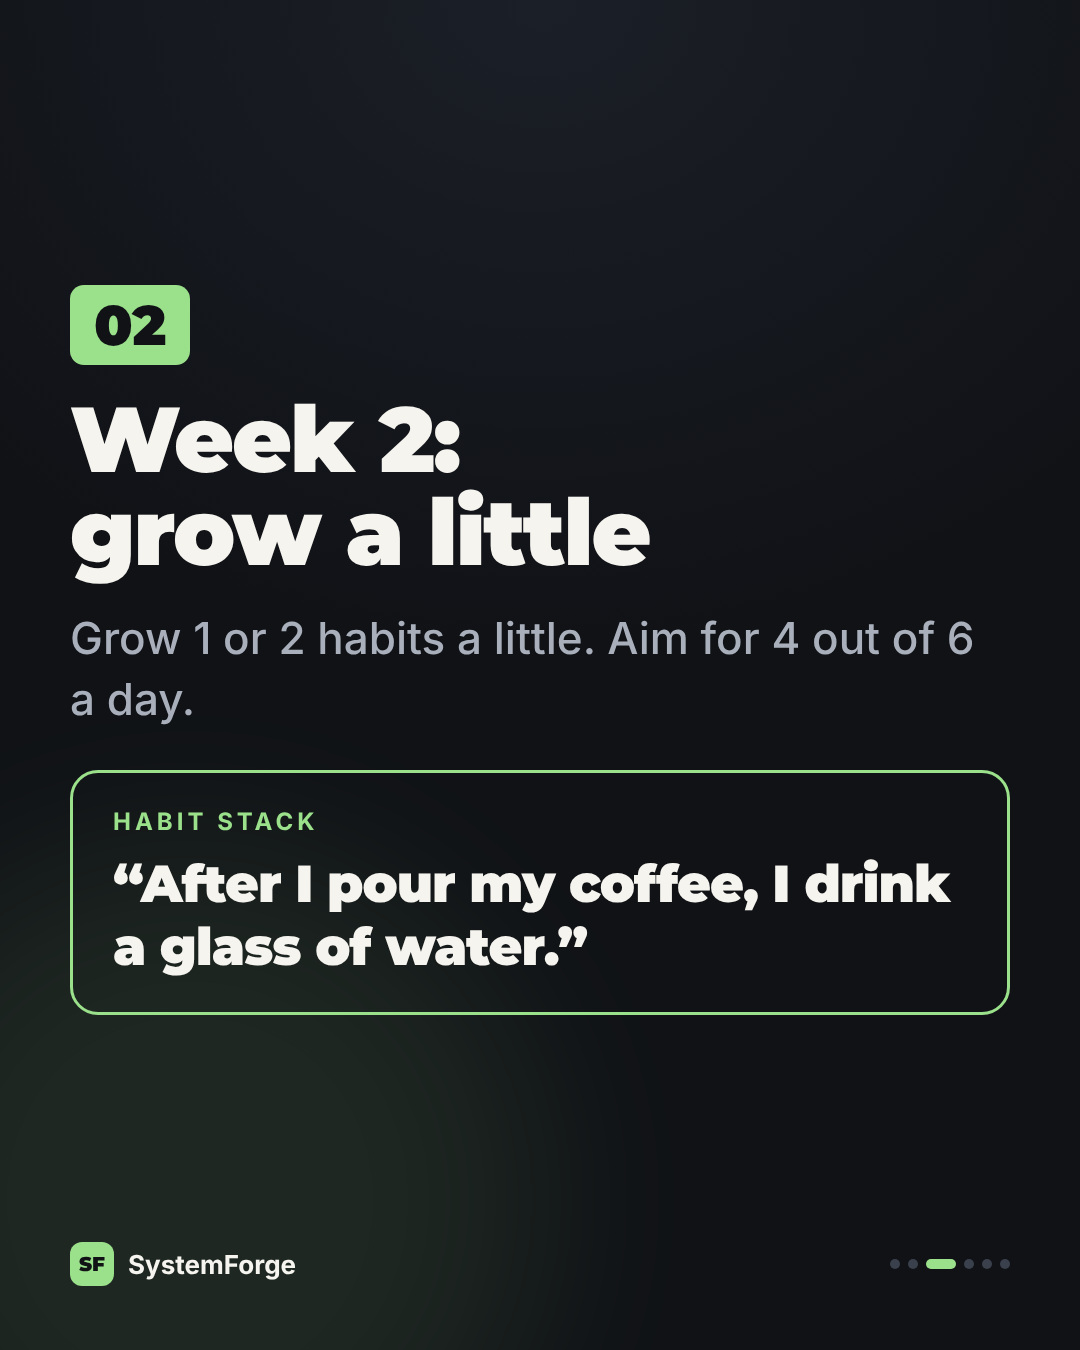 02
Week 2:
grow a little
Grow 1 or 2 habits a little. Aim for 4 out of 6
a day.
HABIT STACK
“After I pour my coffee, I drink
a glass of water.”
SF SystemForge